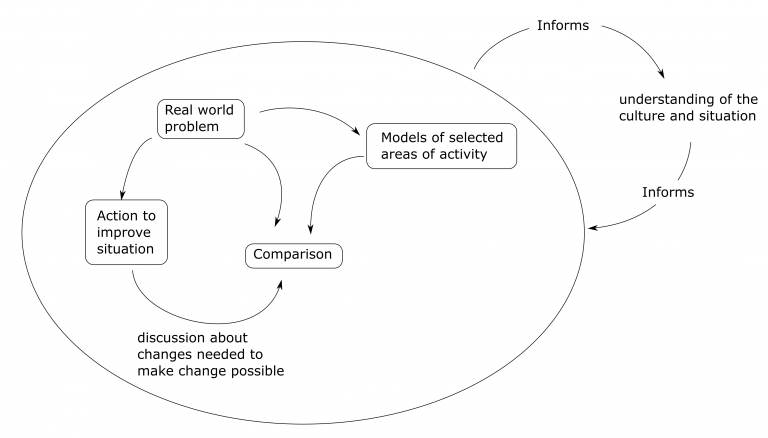 Informs
understanding of the
culture and situation
Informs
Real world
problem
Models of selected
areas of activity
Action to
improve
situation
Comparison
discussion about
changes needed to
make change possible